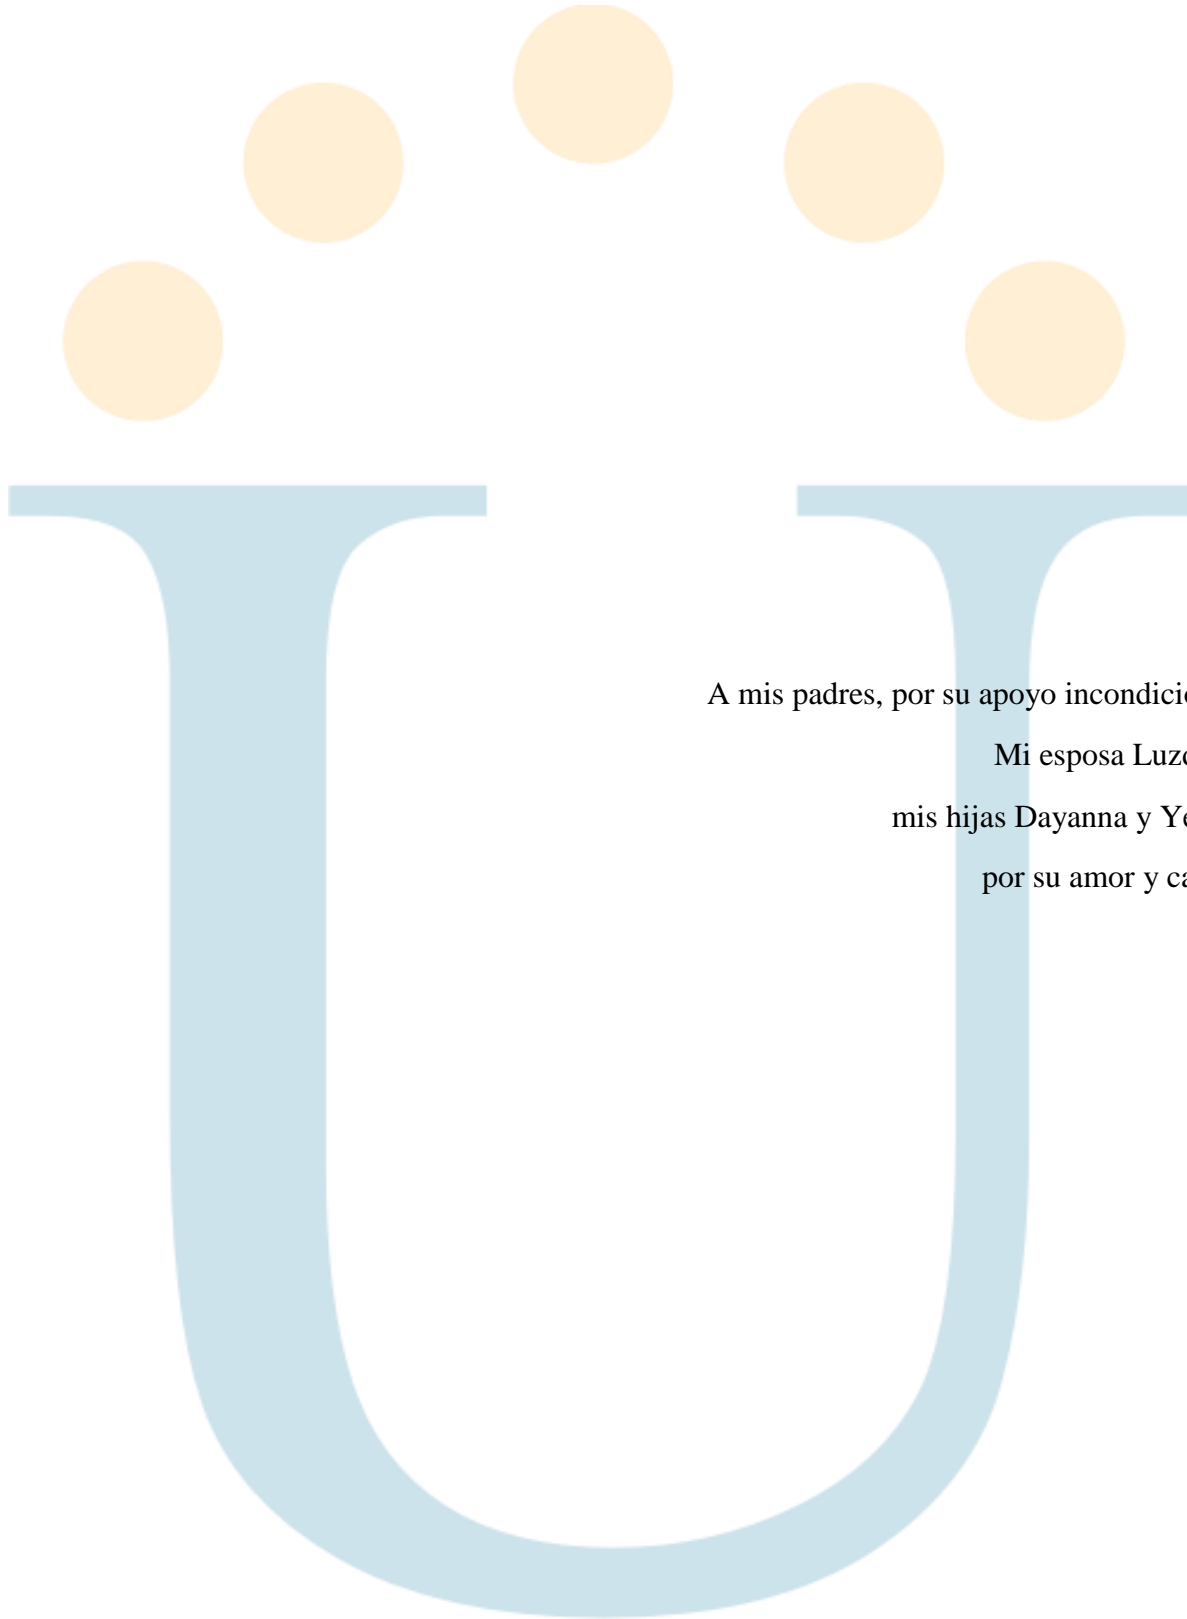 A mis padres, por su apoyo
Mi esposa
mis hijas Dayanna y
por su amor y